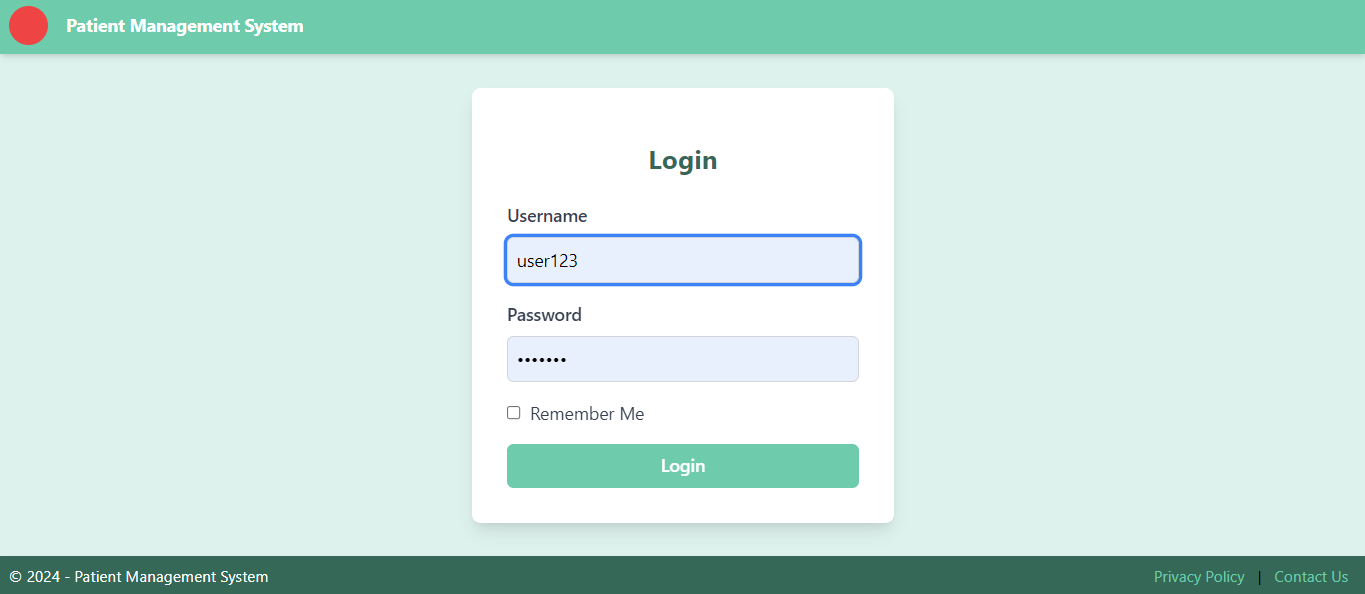 Patient Management System
Login
Username
user123
Password
•••••••
Remember Me
Login
© 2024 - Patient Management System
Privacy Policy | Contact Us